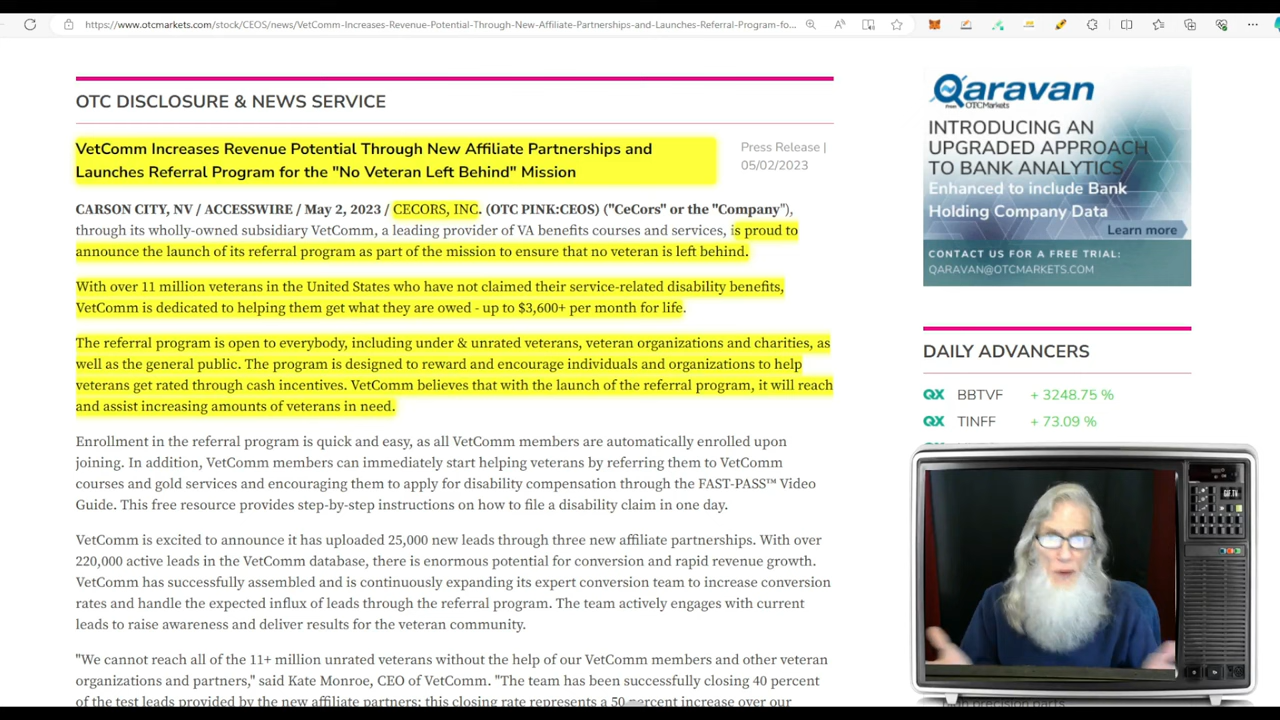 https://www.otcmarkets.com/stock/CEOS/news/VetComm-Increases-Revenue-Potential-Through-New-Affiliate-Partnerships-and-Launches-Referral-Program-fo...
OTC DISCLOSURE & NEWS SERVICE
VetComm Increases Revenue Potential Through New Affiliate Partnerships and
Launches Referral Program for the "No Veteran Left Behind" Mission
Press Release |
05/02/2023
CARSON CITY, NV / ACCESSWIRE / May 2, 2023 / CECORS, INC. (OTC PINK:CEOS) ("CeCors" or the "Company"),
through its wholly-owned subsidiary VetComm, a leading provider of VA benefits courses and services, is proud to
announce the launch of its referral program as part of the mission to ensure that no veteran is left behind.
With over 11 million veterans in the United States who have not claimed their service-related disability benefits,
VetComm is dedicated to helping them get what they are owed - up to $3,600+ per month for life.
The referral program is open to everybody, including under & unrated veterans, veteran organizations and charities, as
well as the general public. The program is designed to reward and encourage individuals and organizations to help
veterans get rated through cash incentives. VetComm believes that with the launch of the referral program, it will reach
and assist increasing amounts of veterans in need.
Enrollment in the referral program is quick and easy, as all VetComm members are automatically enrolled upon
joining. In addition, VetComm members can immediately start helping veterans by referring them to VetComm
courses and gold services and encouraging them to apply for disability compensation through the FAST-PASS™ Video
Guide. This free resource provides step-by-step instructions on how to file a disability claim in one day.
VetComm is excited to announce it has uploaded 25,000 new leads through three new affiliate partnerships. With over
220,000 active leads in the VetComm database, there is enormous potential for conversion and rapid revenue growth.
VetComm has successfully assembled and is continuously expanding its expert conversion team to increase conversion
rates and handle the expected influx of leads through the referral program. The team actively engages with current
leads to raise awareness and deliver results for the veteran community.
"We cannot reach all of the 11+ million unrated veterans without the help of our VetComm members and other veteran
organizations and partners," said Kate Monroe, CEO of VetComm. "The team has been successfully closing 40 percent
of the test leads provided by these affiliate partners; this closing rate represents a 50 percent increase over our
Qaravan
From OTCMarkets
INTRODUCING AN
UPGRADED APPROACH
TO BANK ANALYTICS
Enhanced to include Bank
Holding Company Data
Learn more
CONTACT US FOR A FREE TRIAL:
QARAVAN@OTCMARKETS.COM
DAILY ADVANCERS
QX BBTVF + 3248.75 %
QX TINFF + 73.09 %
GIF.TV